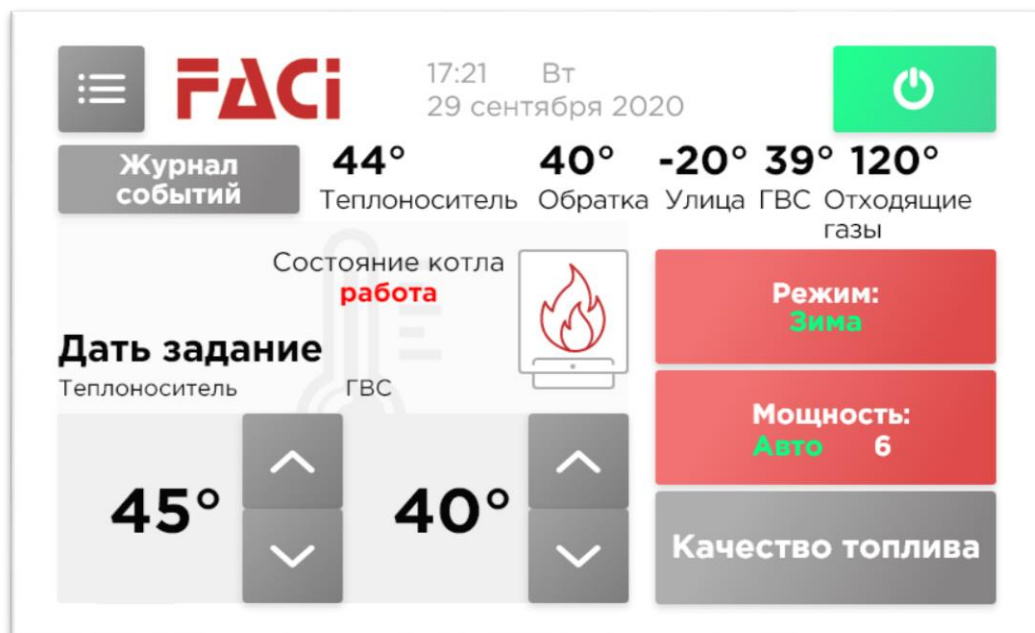 FACi
17:21 Вт
29 сентября 2020
Журнал
событий
44° 40° -20° 39° 120°
Теплоноситель Обратка Улица ГВС Отходящие
газы
Состояние котла
работа
Режим:
Зима
Дать задание
Теплоноситель ГВС
Мощность:
Авто 6
45° 40°
Качество топлива